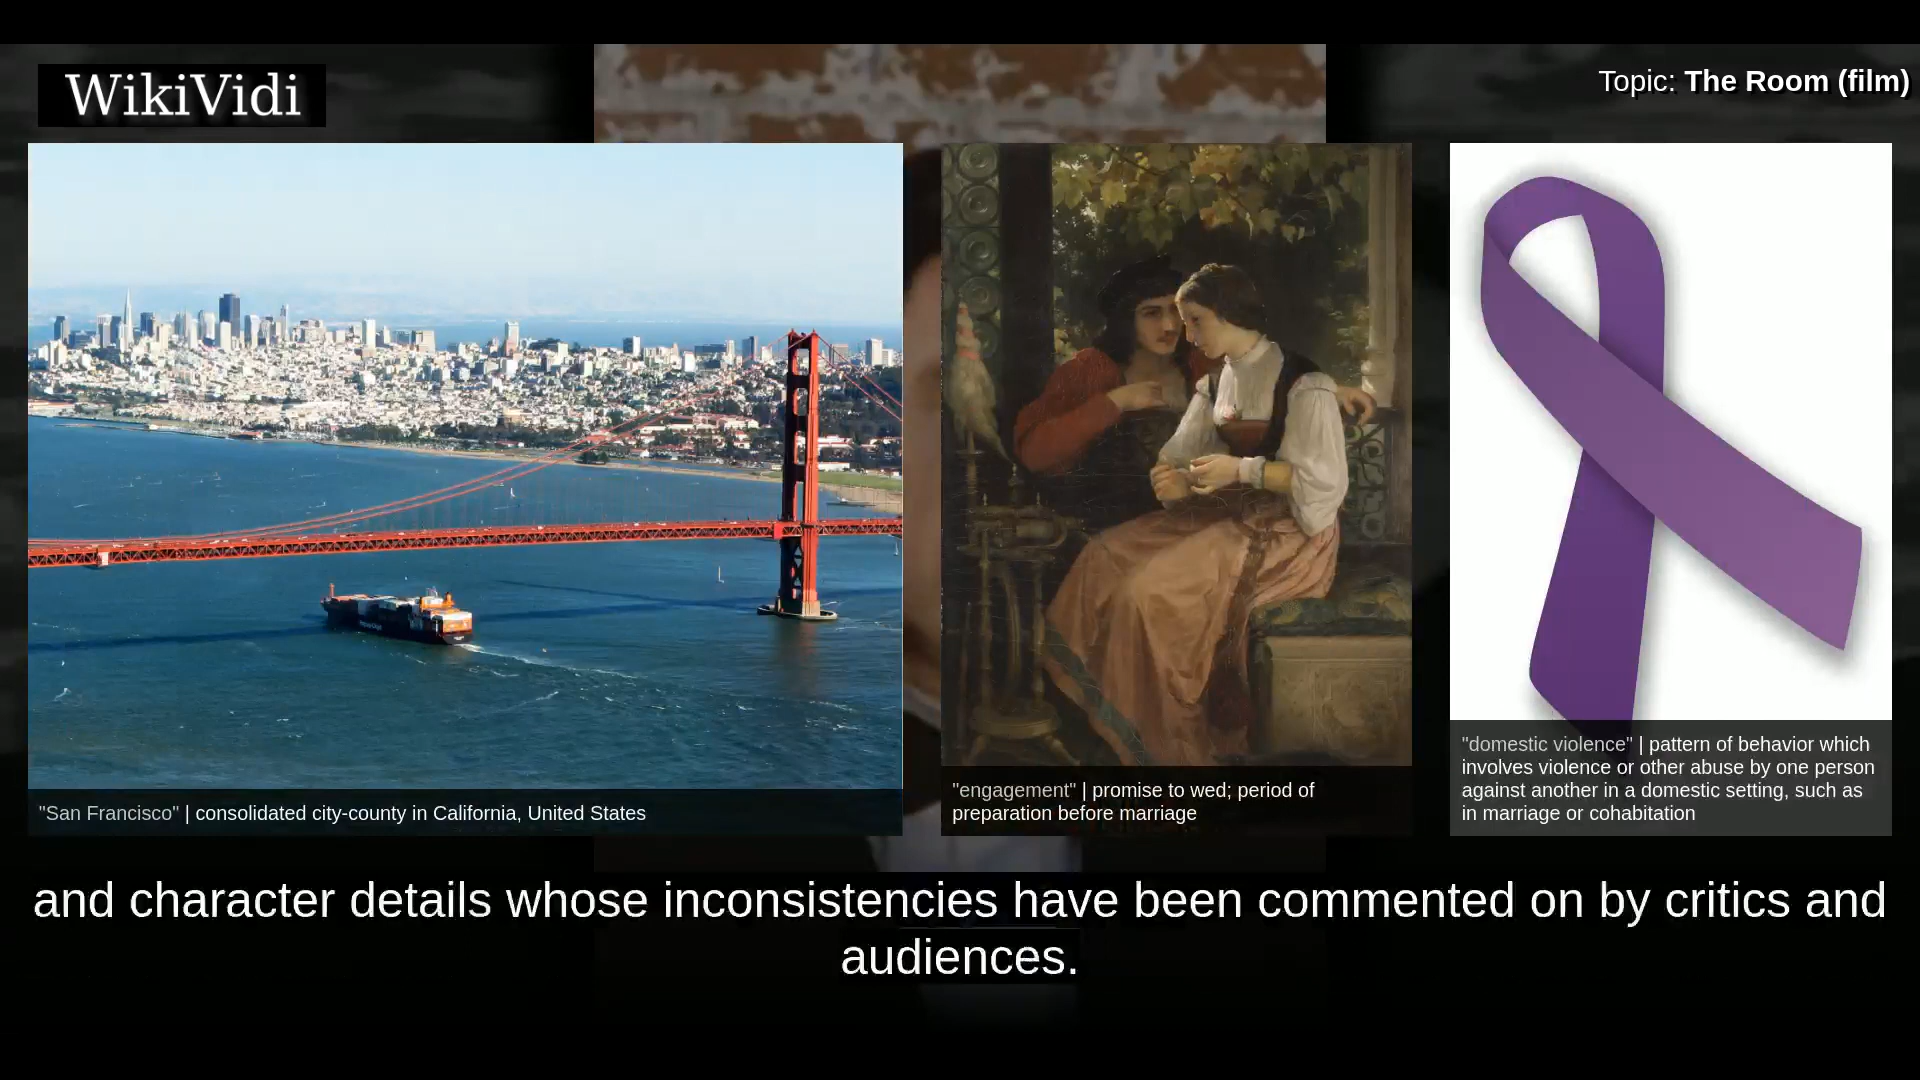 WikiVidi
Topic: The Room (film)
"San Francisco" | consolidated city-county in California, United States
"engagement" | promise to wed; period of
preparation before marriage
"domestic violence" | pattern of behavior which
involves violence or other abuse by one person
against another in a domestic setting, such as
in marriage or cohabitation
and character details whose inconsistencies have been commented on by critics and
audiences.